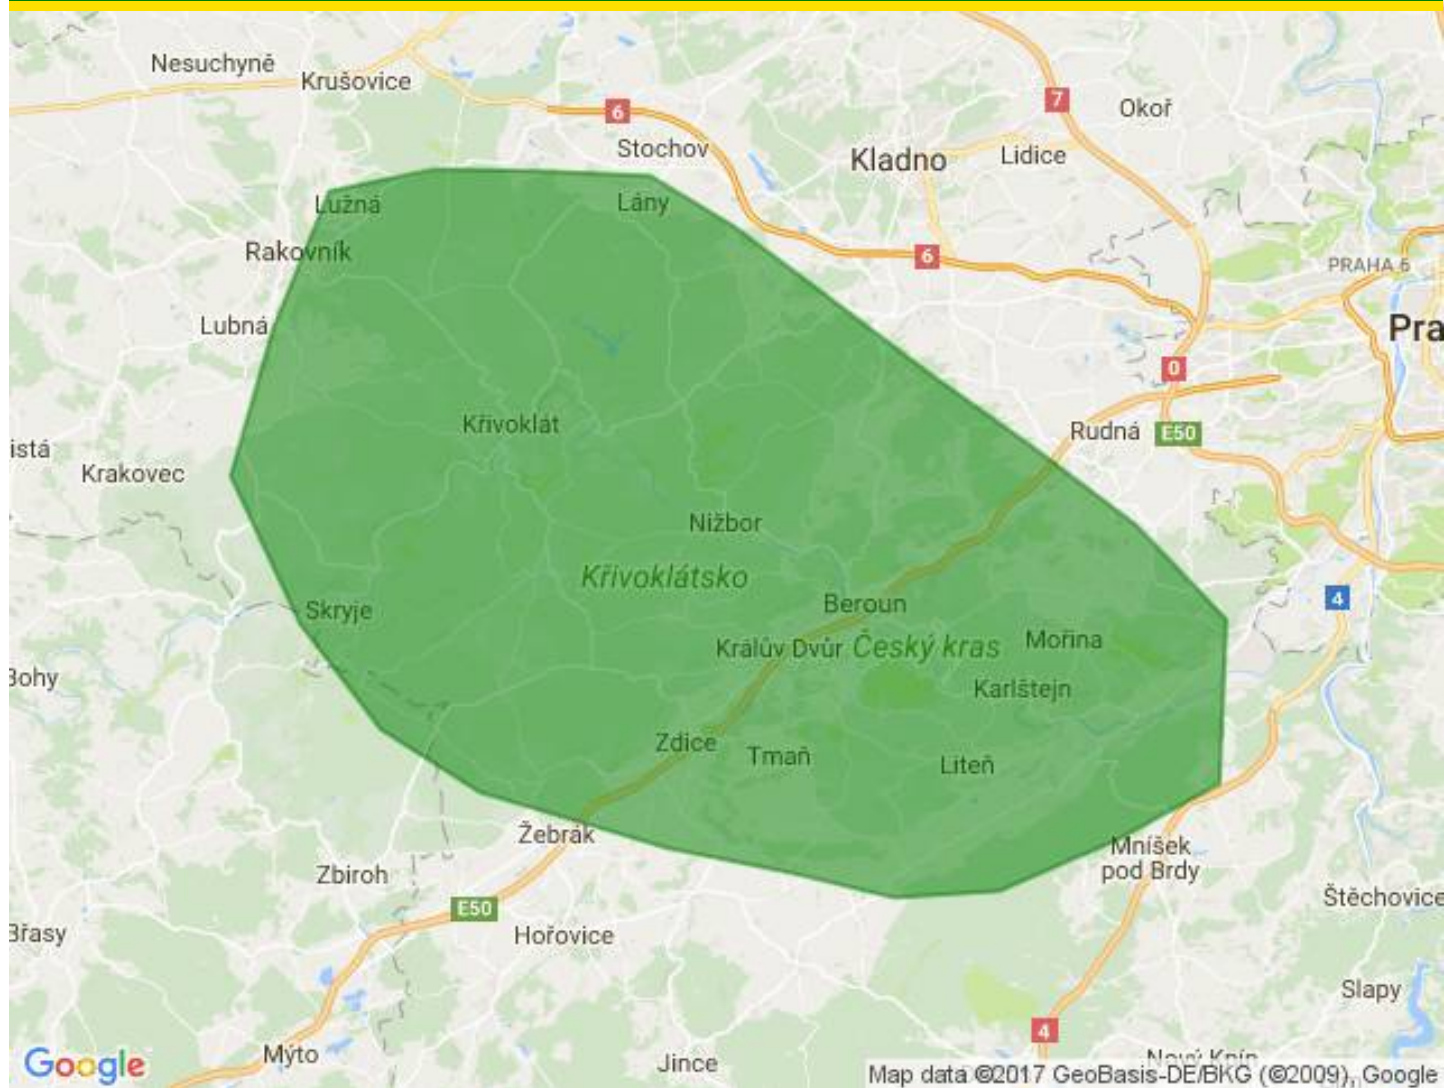 Nesuchyně
Krušovice
6
7
Okoř
Stochov
Kladno
Lidice
Lužná
Lány
Rakovník
6
PRAHA 6
Lubná
Pra
0
Křivoklát
Rudná
E50
istá
Krakovec
Nižbor
Křivoklátsko
Beroun
4
Skryje
Králův Dvůr
Český kras
Mořina
Bohy
Karlštejn
Zdice
Tmaň
Liteň
Žebrák
Mníšek
pod Brdy
Zbiroh
Štěchovice
E50
Břasy
Hořovice
Slapy
4
Mýto
Jince
Nový Knín
Google
Map data ©2017 GeoBasis-DE/BKG (©2009), Google